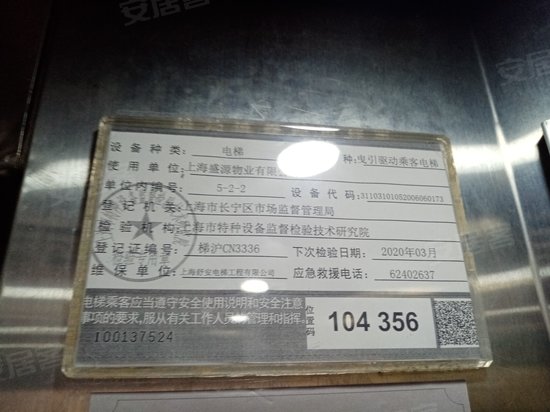 设备种类: 电梯 种:曳引驱动乘客电梯
使用单位:上海盛源物业有限
单位内编号: 5-2-2 设备代码:31103101052006060173
登记机关:上海市长宁区市场监督管理局
检验机构:上海市特种设备监督检验技术研究院
登记证编号: 梯沪CN3336 下次检验日期: 2020年03月
维保单位:上海舒安电梯工程有限公司 应急救援电话: 62402637
电梯乘客应当遵守安全使用说明和安全注意
事项的要求,服从有关工作人员的管理和指挥。
位置码 104 356
100137524